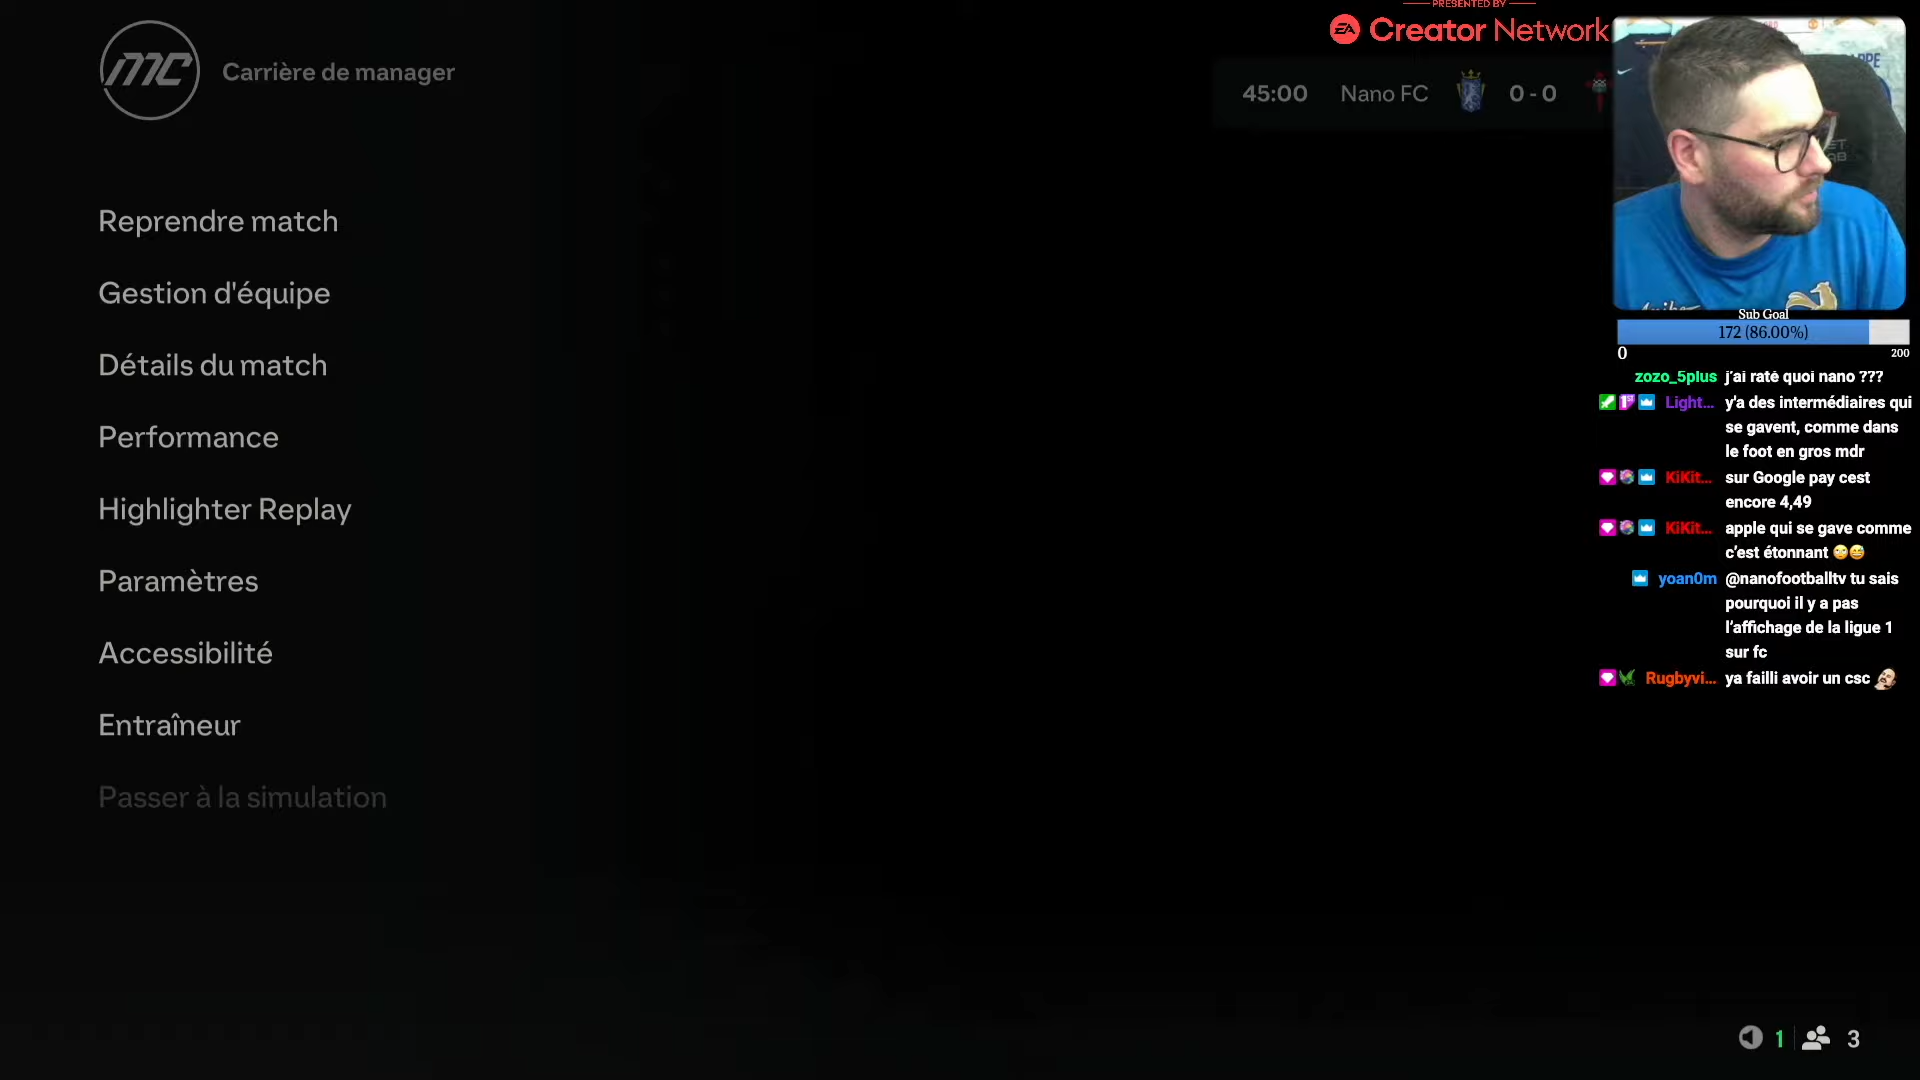 PRESENTED BY
EA Creator Network
MC Carrière de manager
45:00 Nano FC 0 - 0
Reprendre match
Gestion d'équipe
Détails du match
Performance
Highlighter Replay
Paramètres
Accessibilité
Entraîneur
Passer à la simulation
Sub Goal
172 (86.00%)
0
200
zozo_5plus j'ai raté quoi nano ???
Light... y'a des intermédiaires qui
se gavent, comme dans
le foot en gros mdr
KiKit... sur Google pay cest
encore 4,49
KiKit... apple qui se gave comme
c'est étonnant 🙄😅
yoan0m @nanofootballtv tu sais
pourquoi il y a pas
l'affichage de la ligue 1
sur fc
Rugbyvi... ya failli avoir un csc
1 3